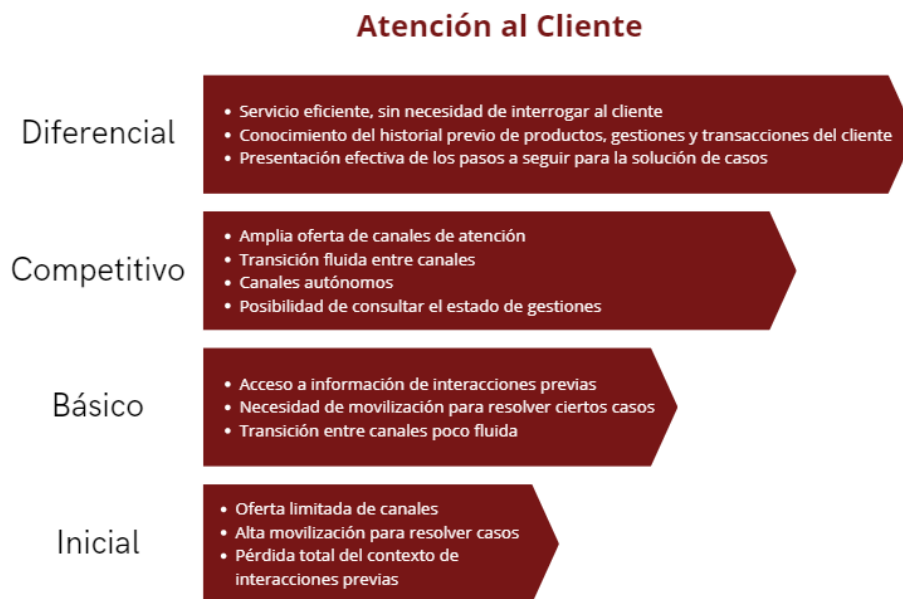 Atención al Cliente
Diferencial
• Servicio eficiente, sin necesidad de interrogar al cliente
• Conocimiento del historial previo de productos, gestiones y transacciones del cliente
• Presentación efectiva de los pasos a seguir para la solución de casos
Competitivo
• Amplia oferta de canales de atención
• Transición fluida entre canales
• Canales autónomos
• Posibilidad de consultar el estado de gestiones
Básico
• Acceso a información de interacciones previas
• Necesidad de movilización para resolver ciertos casos
• Transición entre canales poco fluida
Inicial
• Oferta limitada de canales
• Alta movilización para resolver casos
• Pérdida total del contexto de
interacciones previas